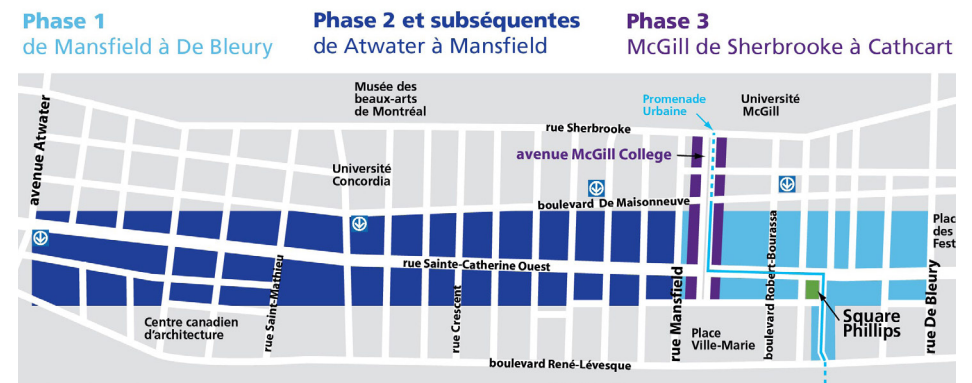 Phase 1
de Mansfield à De Bleury
Phase 2 et subséquentes
de Atwater à Mansfield
Phase 3
McGill de Sherbrooke à Cathcart
Musée des
beaux-arts
de Montréal
Promenade
Urbaine
Université
McGill
avenue Atwater
rue Sherbrooke
avenue McGill College
Université
Concordia
boulevard De Maisonneuve
Plac
des
Fest
rue Sainte-Catherine Ouest
rue Saint-Mathieu
rue Crescent
rue Mansfield
boulevard Robert-Bourassa
rue De Bleury
Centre canadien
d'architecture
Place
Ville-Marie
Square
Phillips
boulevard René-Lévesque